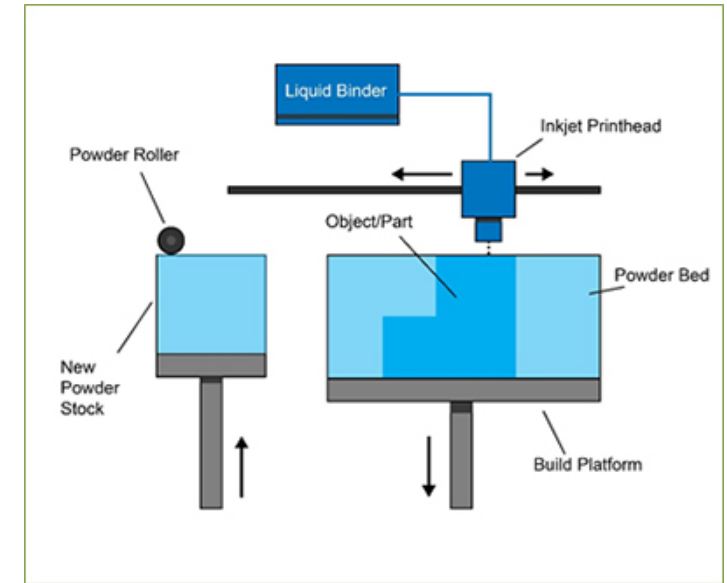 Liquid Binder
Inkjet Printhead
Powder Roller
Object/Part
Powder Bed
New
Powder
Stock
Build Platform